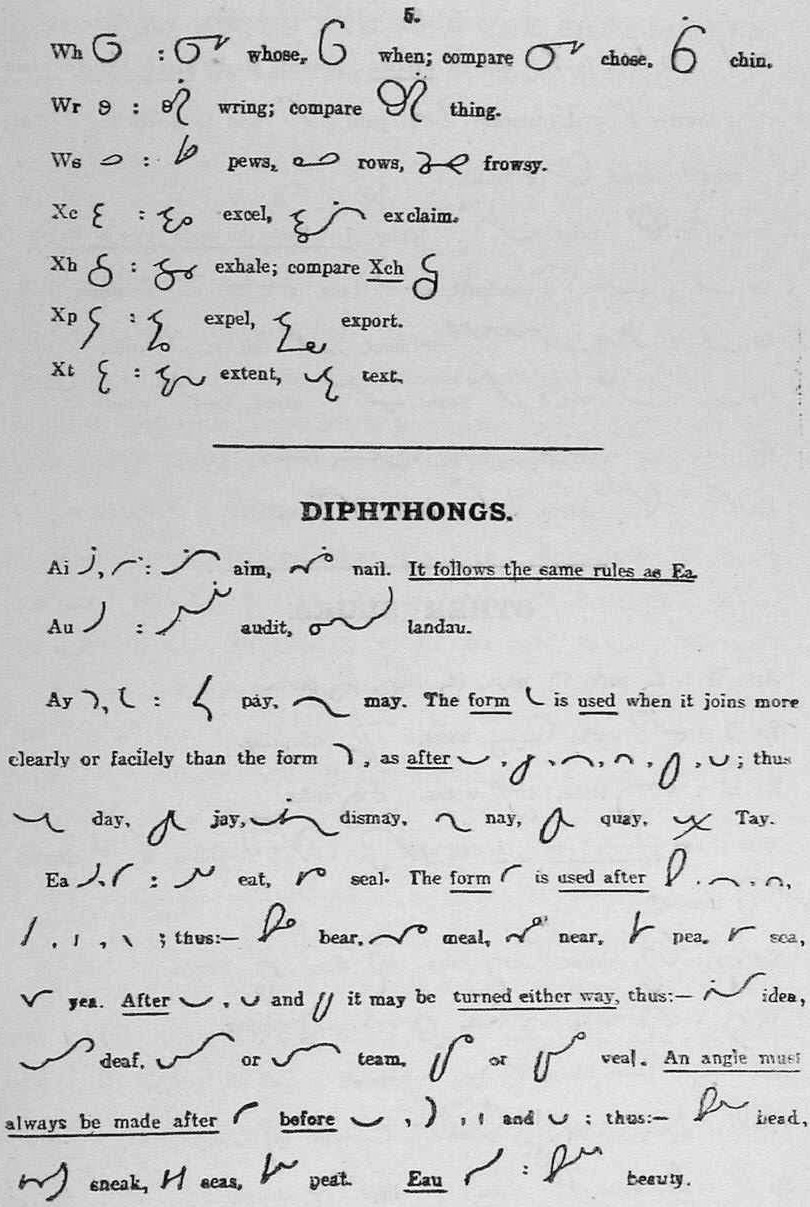 5.
Wh : whose, when; compare chose, chin.
Wr : wring; compare thing.
Ws : pews, rows, frowsy.
Xc : excel, exclaim.
Xh : exhale; compare Xch
Xp : expel, export.
Xt : extent, text.
DIPHTHONGS.
Ai , : aim, nail. It follows the same rules as Ea.
Au : audit, landau.
Ay , : pay, may. The form is used when it joins more
clearly or facilely than the form , as after , , , , , ; thus
day, jay, dismay, nay, quay, Tay.
Ea , : eat, seal. The form is used after , , ,
, , , ; thus:— bear, meal, near, pea, sea,
yea. After , and it may be turned either way, thus:— idea,
deaf, or team, or veal. An angle must
always be made after before , , , and ; thus:— bead,
sneak, seas, peat. Eau : beauty.